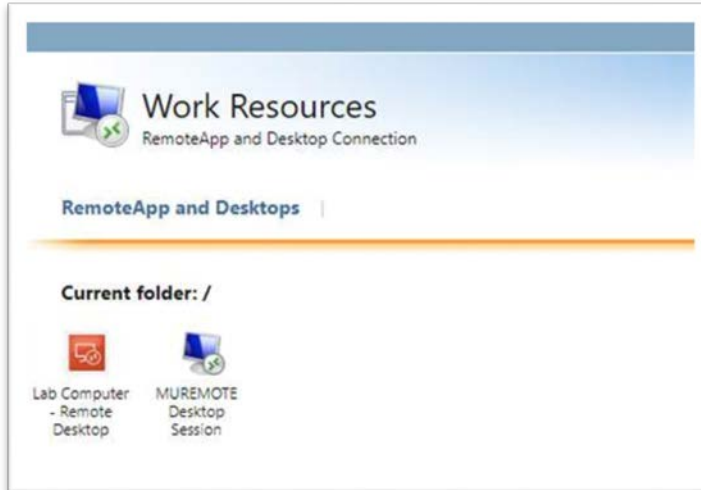 Work Resources
RemoteApp and Desktop Connection
RemoteApp and Desktops
Current folder: /
Lab Computer
- Remote
Desktop
MUREMOTE
Desktop
Session